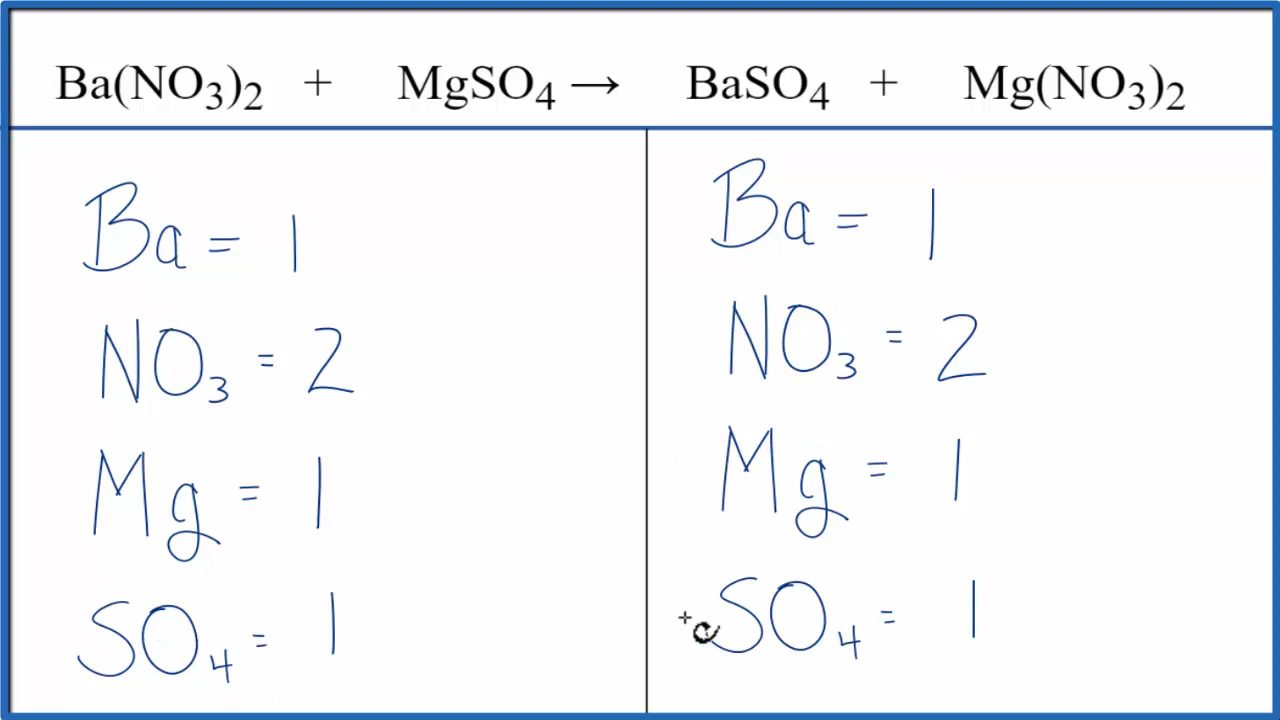 Ba(NO₃)₂ + MgSO₄ → BaSO₄ + Mg(NO₃)₂
Ba = 1
NO₃ = 2
Mg = 1
SO₄ = 1
Ba = 1
NO₃ = 2
Mg = 1
SO₄ = 1